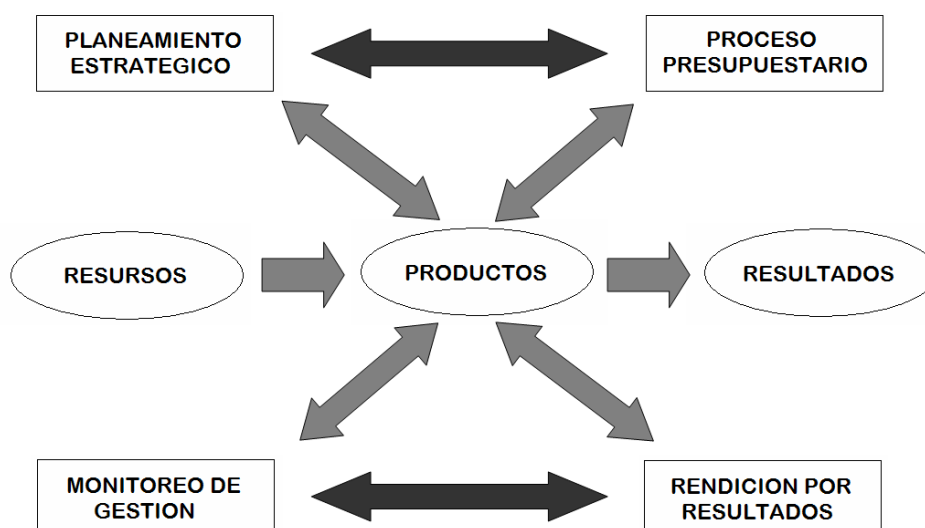 PLANEAMIENTO
ESTRATEGICO
PROCESO
PRESUPUESTARIO
RESURSOS
PRODUCTOS
RESULTADOS
MONITOREO DE
GESTION
RENDICION POR
RESULTADOS